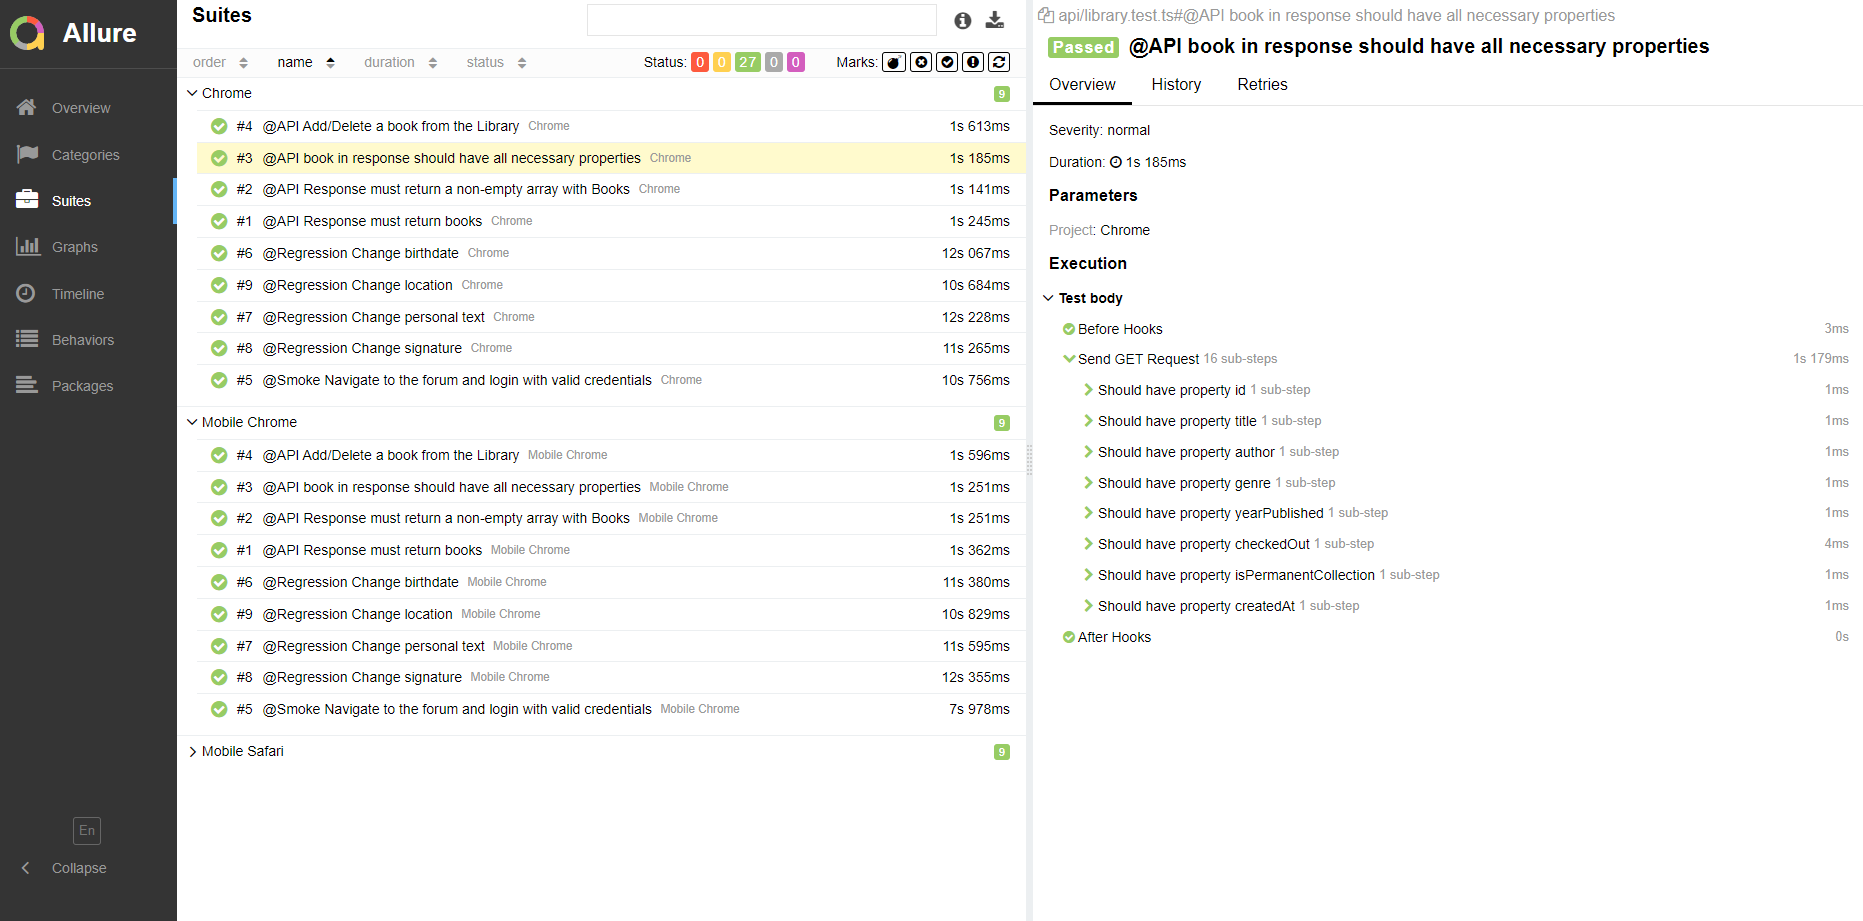 Allure
Overview
Categories
Suites
Graphs
Timeline
Behaviors
Packages
En
Collapse
Suites
order name duration status Status: 0 0 27 0 0 Marks:
Chrome 9
#4 @API Add/Delete a book from the Library Chrome 1s 613ms
#3 @API book in response should have all necessary properties Chrome 1s 185ms
#2 @API Response must return a non-empty array with Books Chrome 1s 141ms
#1 @API Response must return books Chrome 1s 245ms
#6 @Regression Change birthdate Chrome 12s 067ms
#9 @Regression Change location Chrome 10s 684ms
#7 @Regression Change personal text Chrome 12s 228ms
#8 @Regression Change signature Chrome 11s 265ms
#5 @Smoke Navigate to the forum and login with valid credentials Chrome 10s 756ms
Mobile Chrome 9
#4 @API Add/Delete a book from the Library Mobile Chrome 1s 596ms
#3 @API book in response should have all necessary properties Mobile Chrome 1s 251ms
#2 @API Response must return a non-empty array with Books Mobile Chrome 1s 251ms
#1 @API Response must return books Mobile Chrome 1s 362ms
#6 @Regression Change birthdate Mobile Chrome 11s 380ms
#9 @Regression Change location Mobile Chrome 10s 829ms
#7 @Regression Change personal text Mobile Chrome 11s 595ms
#8 @Regression Change signature Mobile Chrome 12s 355ms
#5 @Smoke Navigate to the forum and login with valid credentials Mobile Chrome 7s 978ms
Mobile Safari 9
api/library.test.ts#@API book in response should have all necessary properties
Passed @API book in response should have all necessary properties
Overview History Retries
Severity: normal
Duration: 1s 185ms
Parameters
Project: Chrome
Execution
Test body
Before Hooks 3ms
Send GET Request 16 sub-steps 1s 179ms
Should have property id 1 sub-step 1ms
Should have property title 1 sub-step 1ms
Should have property author 1 sub-step 1ms
Should have property genre 1 sub-step 1ms
Should have property yearPublished 1 sub-step 1ms
Should have property checkedOut 1 sub-step 4ms
Should have property isPermanentCollection 1 sub-step 1ms
Should have property createdAt 1 sub-step 1ms
After Hooks 0s